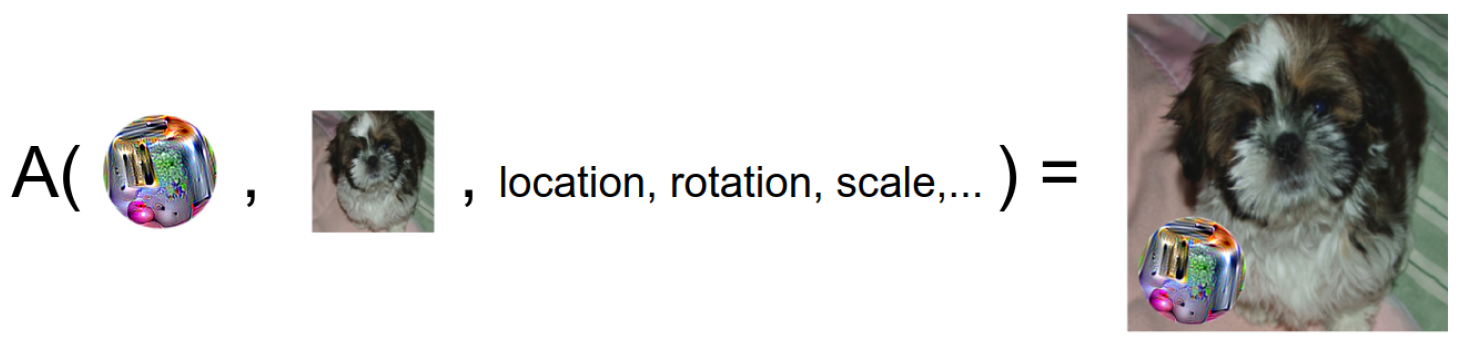 A( , , location, rotation, scale,... ) =